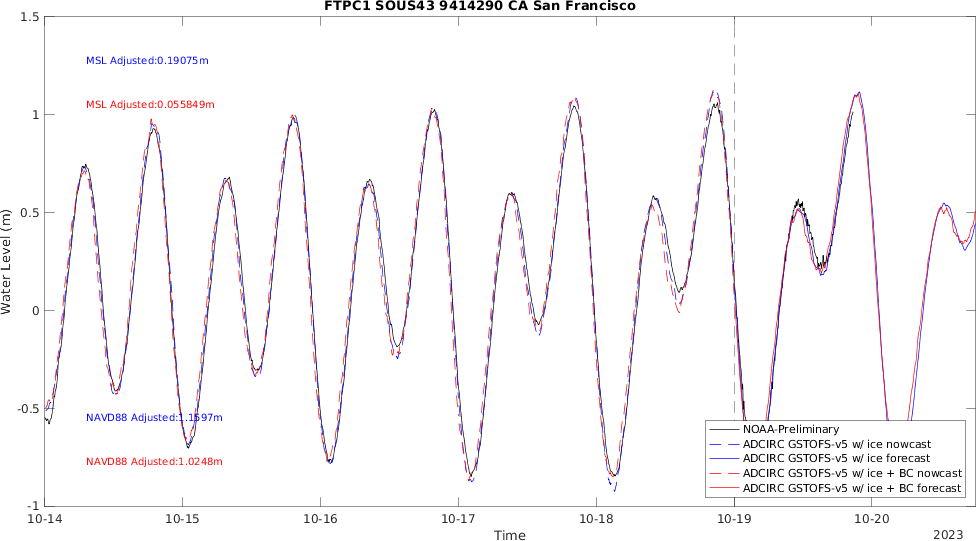 FTPC1 SOUS43 9414290 CA San Francisco
1.5
1
0.5
0
-0.5
-1
Water Level (m)
MSL Adjusted:0.19075m
MSL Adjusted:0.055849m
NAVD88 Adjusted:1.1597m
NAVD88 Adjusted:1.0248m
NOAA-Preliminary
ADCIRC GSTOFS-v5 w/ ice nowcast
ADCIRC GSTOFS-v5 w/ ice forecast
ADCIRC GSTOFS-v5 w/ ice + BC nowcast
ADCIRC GSTOFS-v5 w/ ice + BC forecast
10-14 10-15 10-16 10-17 10-18 10-19 10-20
Time
2023